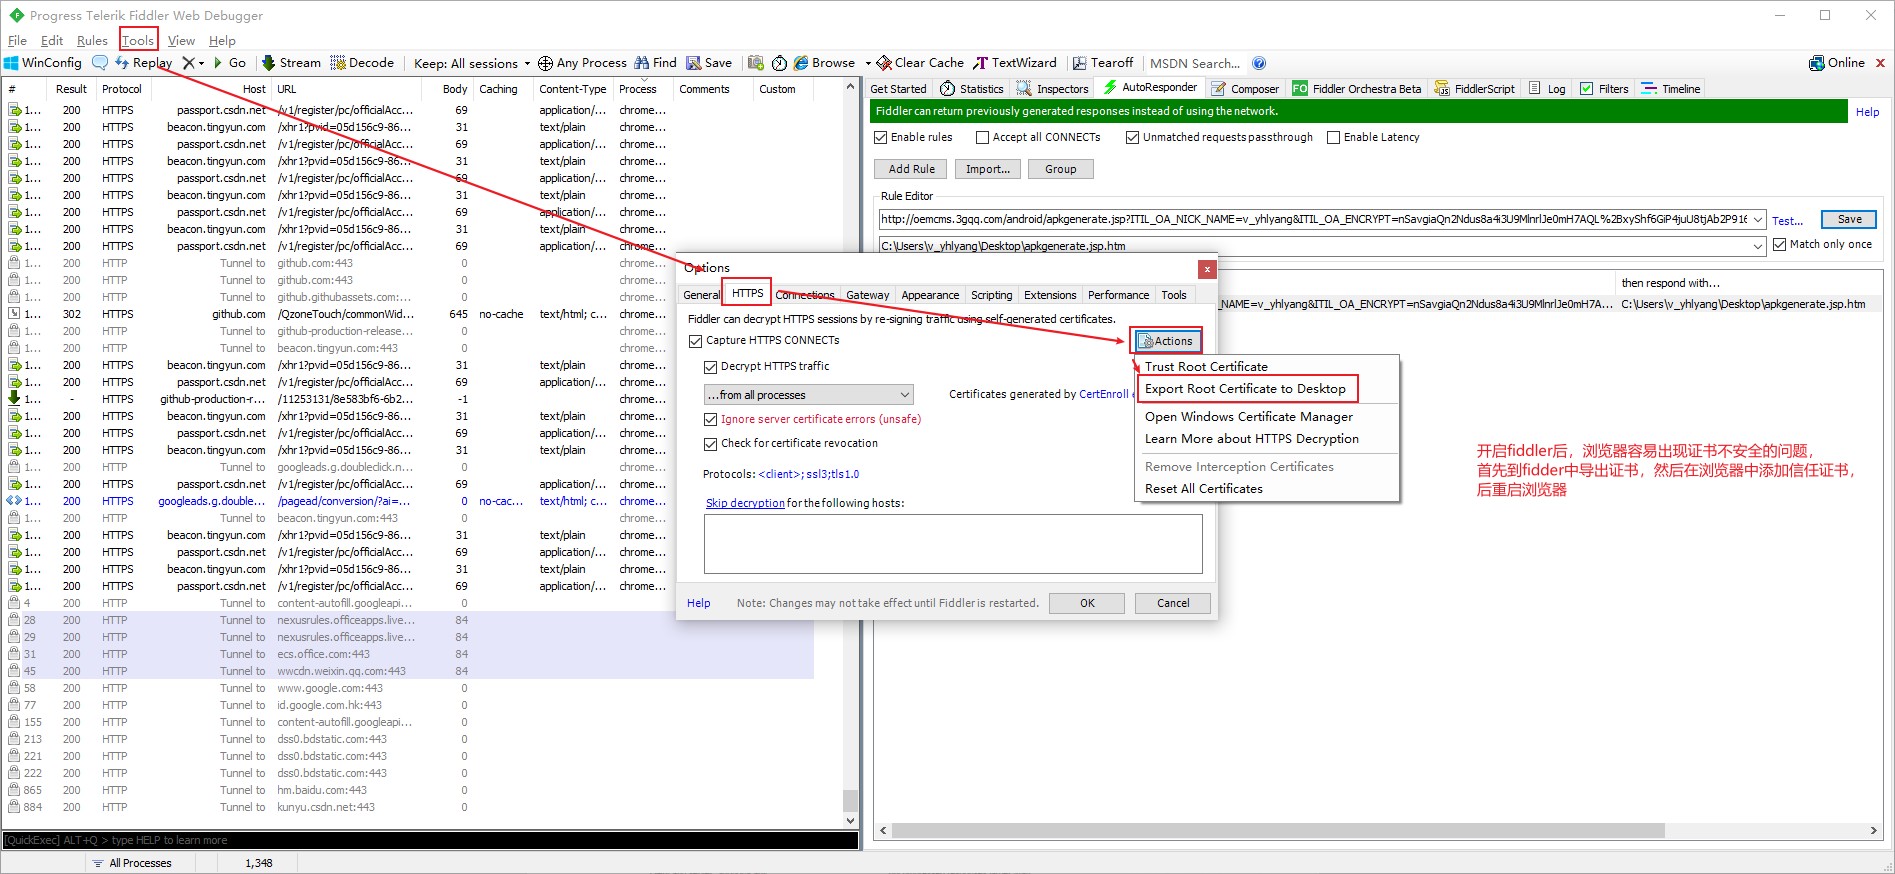 Progress Telerik Fiddler Web Debugger
File Edit Rules Tools View Help
WinConfig Replay Go Stream Decode Keep: All sessions Any Process Find Save Browse Clear Cache TextWizard Tearoff MSDN Search... Online
# Result Protocol Host URL Body Caching Content-Type Process Comments Custom
1... 200 HTTPS passport.csdn.net /v1/register/pc/officialAcc... 69 application/... chrome...
1... 200 HTTPS beacon.tingyun.com /xhr1?pvid=05d156c9-86... 31 text/plain chrome...
1... 200 HTTPS passport.csdn.net /v1/register/pc/officialAcc... 69 application/... chrome...
1... 200 HTTPS beacon.tingyun.com /xhr1?pvid=05d156c9-86... 31 text/plain chrome...
1... 200 HTTPS passport.csdn.net /v1/register/pc/officialAcc... 69 application/... chrome...
1... 200 HTTPS beacon.tingyun.com /xhr1?pvid=05d156c9-86... 31 text/plain chrome...
1... 200 HTTPS passport.csdn.net /v1/register/pc/officialAcc... 69 application/... chrome...
1... 200 HTTPS beacon.tingyun.com /xhr1?pvid=05d156c9-86... 31 text/plain chrome...
1... 200 HTTPS passport.csdn.net /v1/register/pc/officialAcc... 69 application/... chrome...
1... 200 HTTP Tunnel to github.com:443 0 chrome...
1... 200 HTTP Tunnel to github.com:443 0 chrome...
1... 200 HTTP Tunnel to github.githubassets.com:... 0 chrome...
1... 302 HTTPS github.com /QzoneTouch/commonWid... 645 no-cache text/html; c... chrome...
1... 200 HTTP Tunnel to github-production-release... 0 chrome...
1... 200 HTTP Tunnel to beacon.tingyun.com:443 0 chrome...
1... 200 HTTPS beacon.tingyun.com /xhr1?pvid=05d156c9-86... 31 text/plain chrome...
1... 200 HTTPS passport.csdn.net /v1/register/pc/officialAcc... 69 application/... chrome...
1... - HTTPS github-production-r... /11253131/8e583bf6-6b2... -1 chrome...
1... 200 HTTPS beacon.tingyun.com /xhr1?pvid=05d156c9-86... 31 text/plain chrome...
1... 200 HTTPS passport.csdn.net /v1/register/pc/officialAcc... 69 application/... chrome...
1... 200 HTTPS beacon.tingyun.com /xhr1?pvid=05d156c9-86... 31 text/plain chrome...
1... 200 HTTP Tunnel to googleads.g.doubleclick.n... 0 chrome...
1... 200 HTTP Tunnel to passport.csdn.net:443 0 chrome...
1... 200 HTTPS googleads.g.double... /pagead/conversion/?ai=... 0 no-cac... text/html; c... chrome...
1... 200 HTTP Tunnel to beacon.tingyun.com:443 0 chrome...
1... 200 HTTPS beacon.tingyun.com /xhr1?pvid=05d156c9-86... 31 text/plain chrome...
1... 200 HTTPS passport.csdn.net /v1/register/pc/officialAcc... 69 application/... chrome...
1... 200 HTTPS beacon.tingyun.com /xhr1?pvid=05d156c9-86... 31 text/plain chrome...
1... 200 HTTPS passport.csdn.net /v1/register/pc/officialAcc... 69 application/... chrome...
4 200 HTTP Tunnel to content-autofill.googleapi... 0
28 200 HTTP Tunnel to nexusrules.officeapps.live... 84
29 200 HTTP Tunnel to nexusrules.officeapps.live... 84
31 200 HTTP Tunnel to ecs.office.com:443 84
45 200 HTTP Tunnel to wwcdn.weixin.qq.com:443 84
58 200 HTTP Tunnel to www.google.com:443 0
77 200 HTTP Tunnel to id.google.com.hk:443 0
155 200 HTTP Tunnel to content-autofill.googleapi... 0
213 200 HTTP Tunnel to dss0.bdstatic.com:443 0
221 200 HTTP Tunnel to dss0.bdstatic.com:443 0
222 200 HTTP Tunnel to dss0.bdstatic.com:443 0
865 200 HTTP Tunnel to hm.baidu.com:443 0
884 200 HTTP Tunnel to kunyu.csdn.net:443 0
[QuickExec] ALT+Q > type HELP to learn more
All Processes 1,348
Get Started Statistics Inspectors AutoResponder Composer FO Fiddler Orchestra Beta FiddlerScript Log Filters Timeline
Fiddler can return previously generated responses instead of using the network. Help
Enable rules Accept all CONNECTs Unmatched requests passthrough Enable Latency
Add Rule Import... Group
Rule Editor
http://oemcms.3gqq.com/android/apkgenerate.jsp?ITIL_OA_NICK_NAME=v_yhlyang&ITIL_OA_ENCRYPT=nSavgiaQn2Ndus8a4i3U9MlnrlJe0mH7AQL%2BxyShf6GiP4juU8tjAb2P916 Test... Save
C:\Users\v_yhlyang\Desktop\apkgenerate.jsp.htm Match only once
then respond with...
NAME=v_yhlyang&ITIL_OA_ENCRYPT=nSavgiaQn2Ndus8a4i3U9MlnrlJe0mH7A... C:\Users\v_yhlyang\Desktop\apkgenerate.jsp.htm
Options
General HTTPS Connections Gateway Appearance Scripting Extensions Performance Tools
Fiddler can decrypt HTTPS sessions by re-signing traffic using self-generated certificates.
Capture HTTPS CONNECTs Actions
Decrypt HTTPS traffic
...from all processes Certificates generated by CertEnroll
Ignore server certificate errors (unsafe)
Check for certificate revocation
Protocols: <client>; ssl3;tls1.0
Skip decryption for the following hosts:
Help Note: Changes may not take effect until Fiddler is restarted. OK Cancel
Trust Root Certificate
Export Root Certificate to Desktop
Open Windows Certificate Manager
Learn More about HTTPS Decryption
Remove Interception Certificates
Reset All Certificates
开启fiddler后，浏览器容易出现证书不安全的问题，
首先到fidder中导出证书，然后在浏览器中添加信任证书，
后重启浏览器